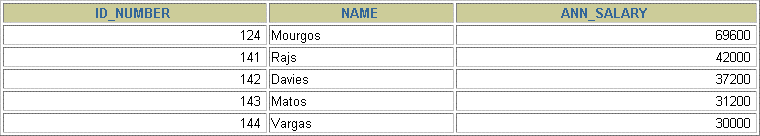 ID_NUMBER NAME ANN_SALARY
124 Mourgos 69600
141 Rajs 42000
142 Davies 37200
143 Matos 31200
144 Vargas 30000